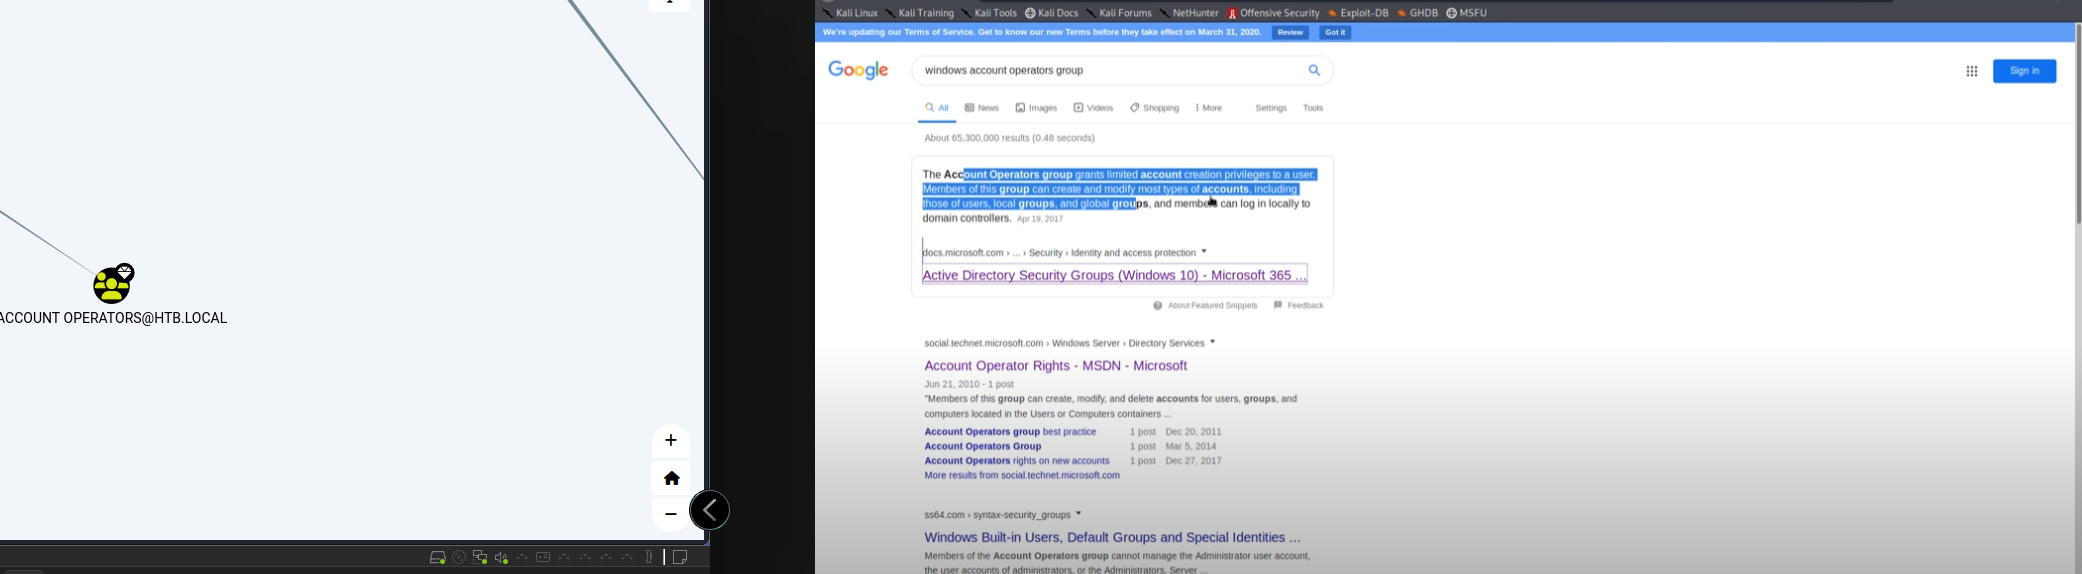 ACCOUNT OPERATORS@HTB.LOCAL
Kali Linux Kali Training Kali Tools Kali Docs Kali Forums NetHunter Offensive Security Exploit-DB GHDB MSFU
We're updating our Terms of Service. Get to know our new Terms before they take effect on March 31, 2020. Review Got it
Google windows account operators group Sign in
All News Images Videos Shopping More Settings Tools
About 65,300,000 results (0.48 seconds)
The Account Operators group grants limited account creation privileges to a user.
Members of this group can create and modify most types of accounts, including
those of users, local groups, and global groups, and members can log in locally to
domain controllers. Apr 19, 2017
docs.microsoft.com › ... › Security › Identity and access protection
Active Directory Security Groups (Windows 10) - Microsoft 365 ...
About Featured Snippets Feedback
social.technet.microsoft.com › Windows Server › Directory Services
Account Operator Rights - MSDN - Microsoft
Jun 21, 2010 - 1 post
"Members of this group can create, modify, and delete accounts for users, groups, and
computers located in the Users or Computers containers ...
Account Operators group best practice 1 post Dec 20, 2011
Account Operators Group 1 post Mar 5, 2014
Account Operators rights on new accounts 1 post Dec 27, 2017
More results from social.technet.microsoft.com
ss64.com › syntax-security_groups
Windows Built-in Users, Default Groups and Special Identities ...
Members of the Account Operators group cannot manage the Administrator user account,
the user accounts of administrators, or the Administrators, Server ...